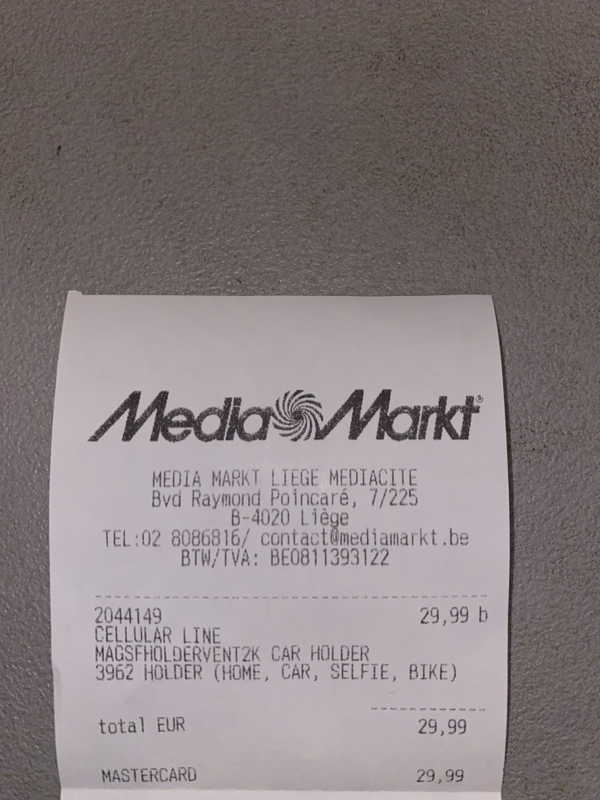 Media Markt®
MEDIA MARKT LIEGE MEDIACITE
Bvd Raymond Poincaré, 7/225
B-4020 Liège
TEL:02 8086816/ contact@mediamarkt.be
BTW/TVA: BE0811393122
2044149 29,99 b
CELLULAR LINE
MAGSFHOLDERVENT2K CAR HOLDER
3962 HOLDER (HOME, CAR, SELFIE, BIKE)
total EUR 29,99
MASTERCARD 29,99